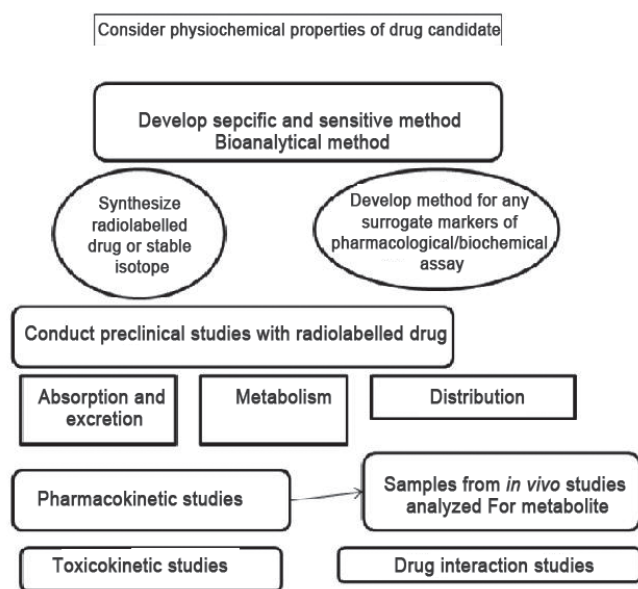 Consider physiochemical properties of drug candidate
Develop sepcific and sensitive method
Bioanalytical method
Synthesize
radiolabelled
drug or stable
isotope
Develop method for any
surrogate markers of
pharmacological/biochemical
assay
Conduct preclinical studies with radiolabelled drug
Absorption and
excretion
Metabolism
Distribution
Pharmacokinetic studies
Samples from in vivo studies
analyzed For metabolite
Toxicokinetic studies
Drug interaction studies